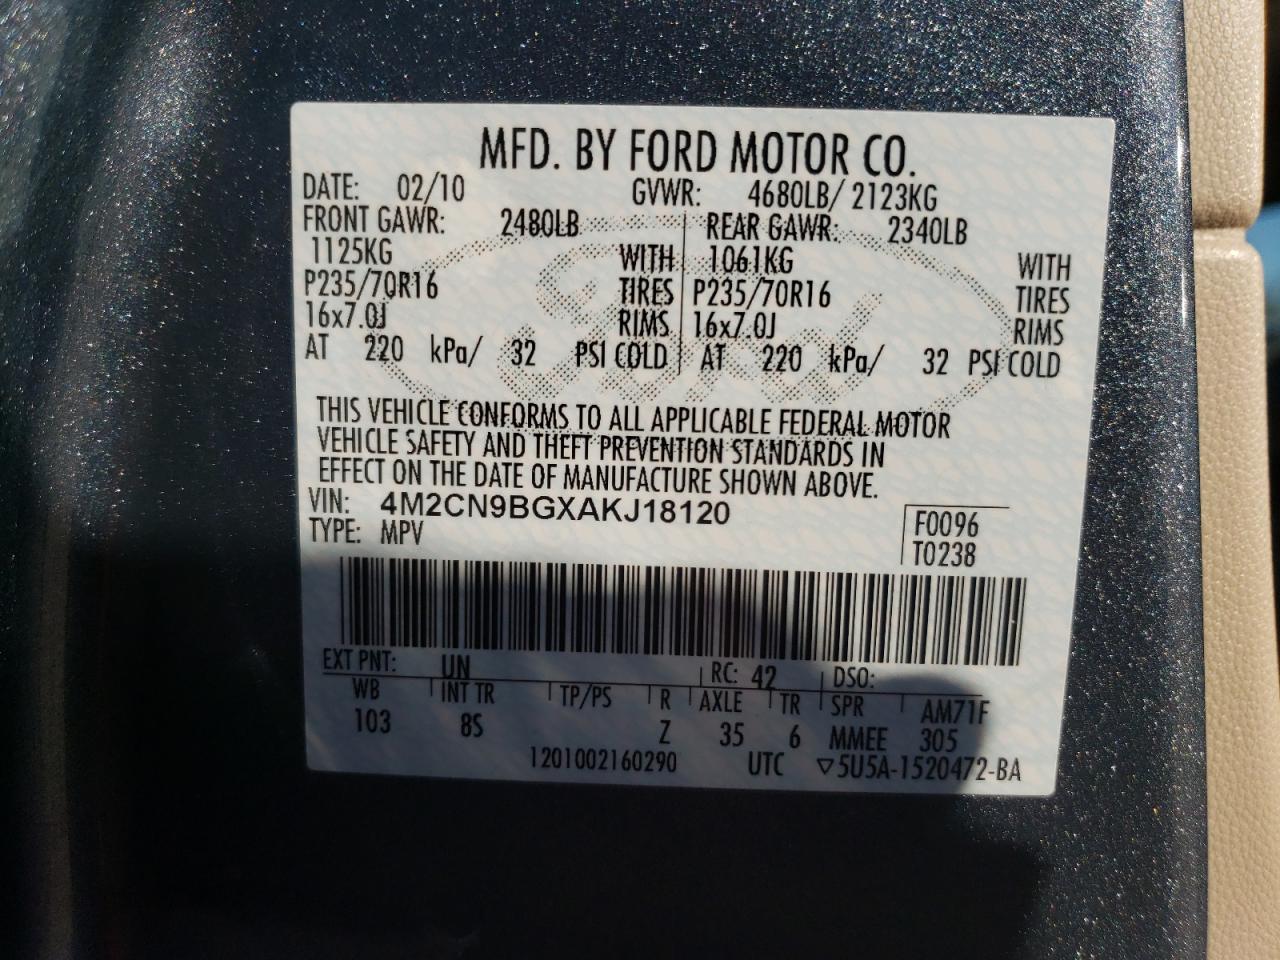 MFD. BY FORD MOTOR CO.
DATE: 02/10 GVWR: 4680LB/ 2123KG
FRONT GAWR: 2480LB REAR GAWR: 2340LB
1125KG WITH 1061KG WITH
P235/70R16 TIRES P235/70R16 TIRES
16x7.0J RIMS 16x7.0J RIMS
AT 220 kPa/ 32 PSI COLD AT 220 kPa/ 32 PSI COLD
Ford
THIS VEHICLE CONFORMS TO ALL APPLICABLE FEDERAL MOTOR
VEHICLE SAFETY AND THEFT PREVENTION STANDARDS IN
EFFECT ON THE DATE OF MANUFACTURE SHOWN ABOVE.
VIN: 4M2CN9BGXAKJ18120 F0096
TYPE: MPV T0238
EXT PNT: UN RC: 42 DSO:
WB INT TR TP/PS R AXLE TR SPR AM71F
103 8S Z 35 6 MMEE 305
1201002160290 UTC ▽5U5A-1520472-BA